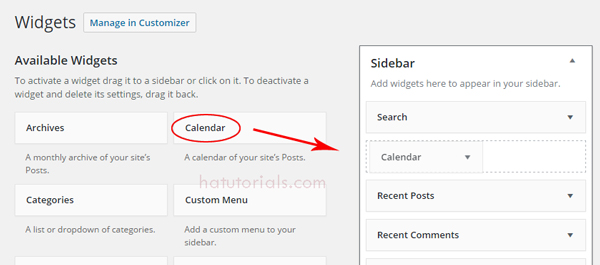 Widgets Manage in Customizer
Available Widgets
To activate a widget drag it to a sidebar or click on it. To deactivate a
widget and delete its settings, drag it back.
Archives
Calendar
A monthly archive of your site's
Posts.
A calendar of your site's Posts.
hatutorials.com
Categories
Custom Menu
A list or dropdown of categories.
Add a custom menu to your
sidebar.
Sidebar
Add widgets here to appear in your sidebar.
Search
Calendar
Recent Posts
Recent Comments